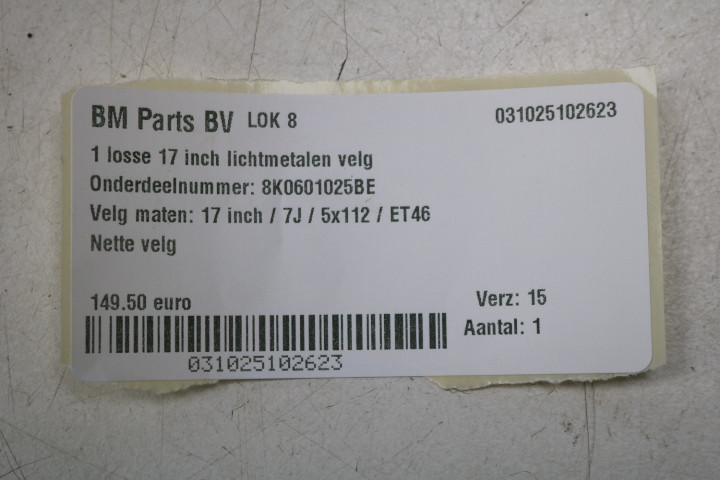 BM Parts BV LOK 8 031025102623
1 losse 17 inch lichtmetalen velg
Onderdeelnummer: 8K0601025BE
Velg maten: 17 inch / 7J / 5x112 / ET46
Nette velg
149.50 euro Verz: 15
Aantal: 1
031025102623